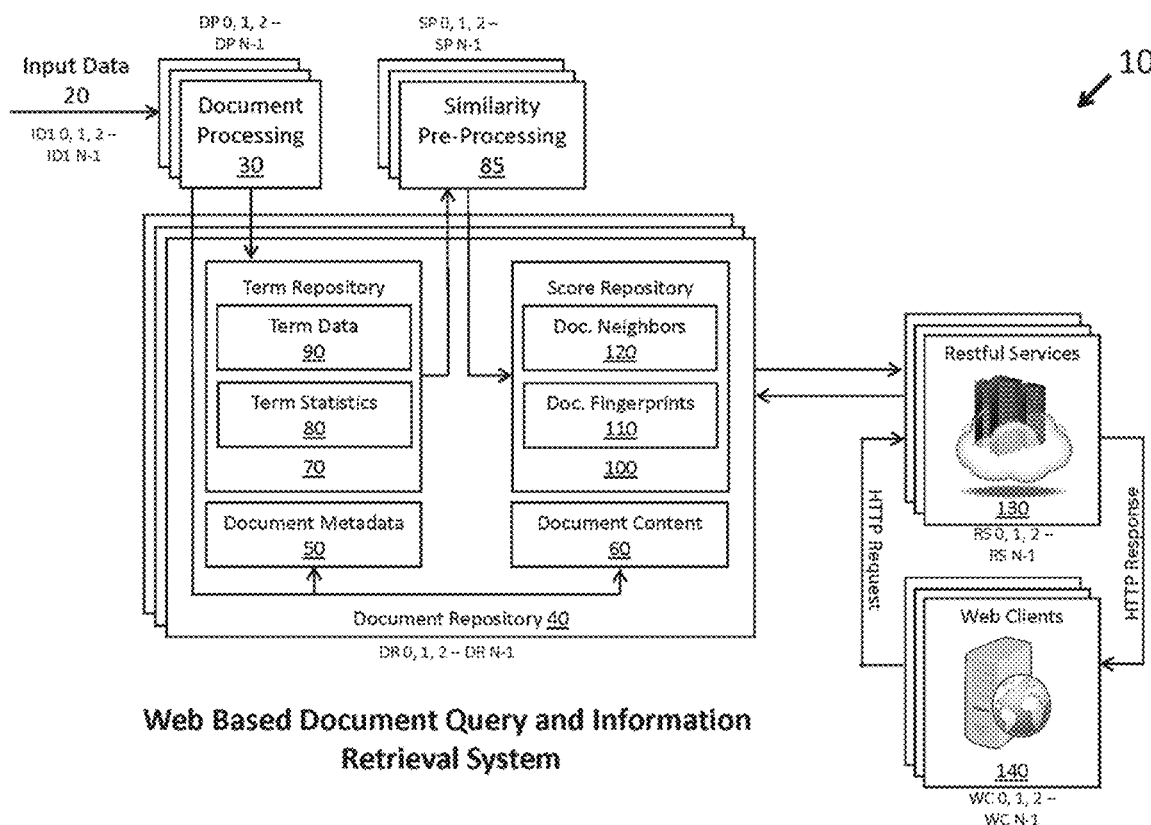 DP 0, 1, 2 –
DP N-1
SP 0, 1, 2 –
SP N-1
10
Input Data
20
ID1 0, 1, 2 –
ID1 N-1
Document
Processing
30
Similarity
Pre-Processing
85
Term Repository
Term Data
90
Term Statistics
80
70
Score Repository
Doc. Neighbors
120
Doc. Fingerprints
110
100
Document Metadata
50
Document Content
60
Document Repository 40
DR 0, 1, 2 – DR N-1
Restful Services
130
RS 0, 1, 2 –
RS N-1
HTTP Request
HTTP Response
Web Clients
140
WC 0, 1, 2 –
WC N-1
Web Based Document Query and Information
Retrieval System